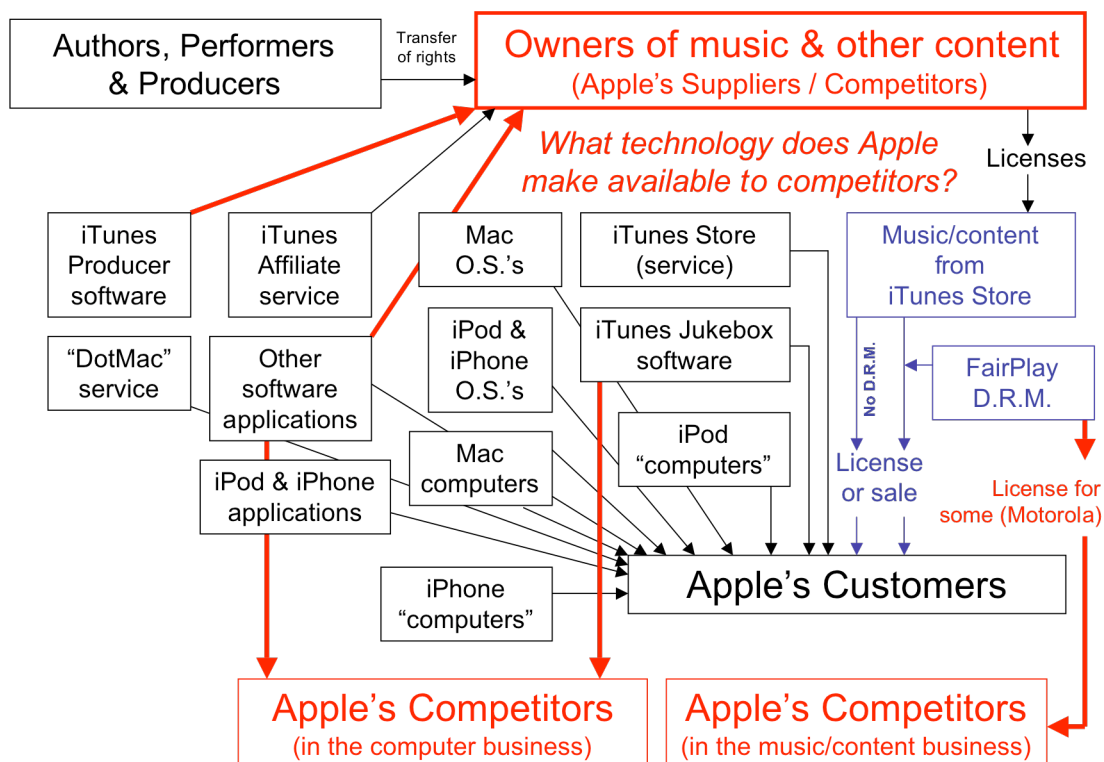 Authors, Performers
& Producers
Transfer
of rights
Owners of music & other content
(Apple’s Suppliers / Competitors)
What technology does Apple
make available to competitors?
Licenses
iTunes
Producer
software
iTunes
Affiliate
service
Mac
O.S.’s
iTunes Store
(service)
Music/content
from
iTunes Store
“DotMac”
service
Other
software
applications
iPod &
iPhone
O.S.’s
iTunes Jukebox
software
No D.R.M.
FairPlay
D.R.M.
iPod & iPhone
applications
Mac
computers
iPod
“computers”
License
or sale
License for
some (Motorola)
iPhone
“computers”
Apple’s Customers
Apple’s Competitors
(in the computer business)
Apple’s Competitors
(in the music/content business)